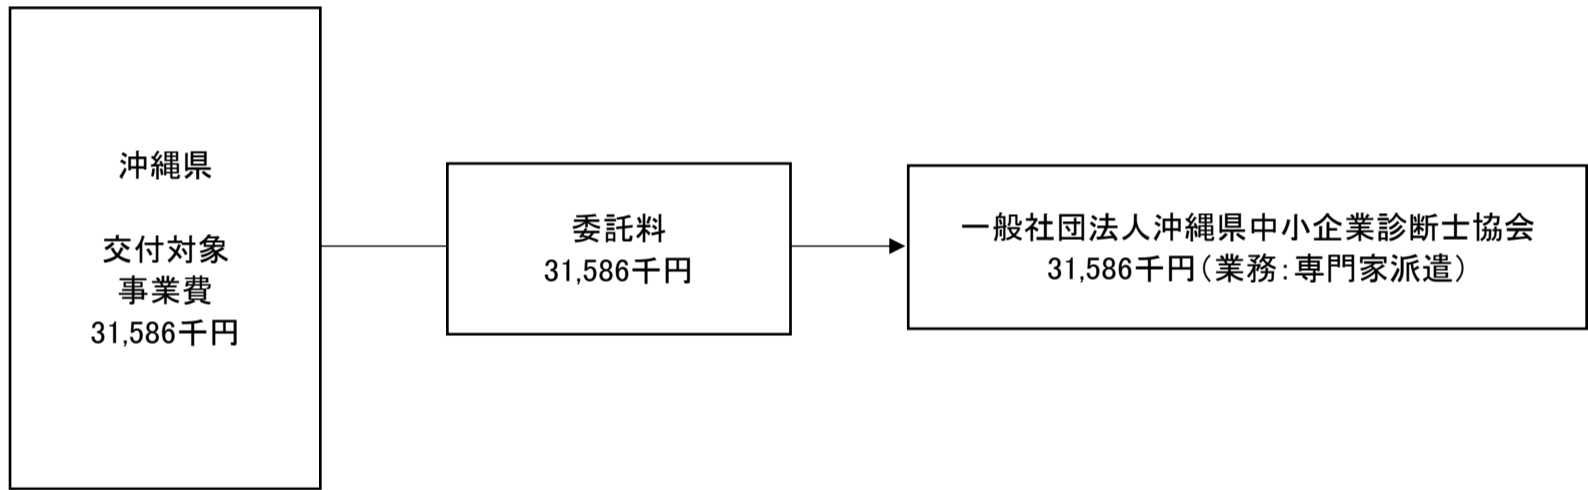 沖縄県
交付対象
事業費
31,586千円
委託料
31,586千円
一般社団法人沖縄県中小企業診断士協会
31,586千円(業務:専門家派遣)